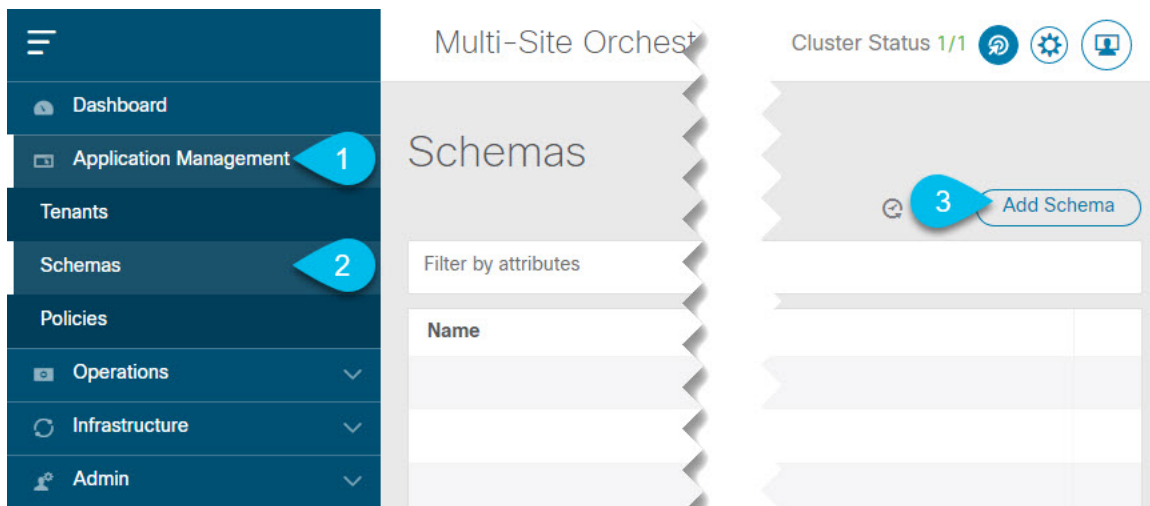 Multi-Site Orchest
Cluster Status 1/1
Dashboard
Application Management
1
Tenants
Schemas
2
Policies
Operations
Infrastructure
Admin
Schemas
3
Add Schema
Filter by attributes
Name